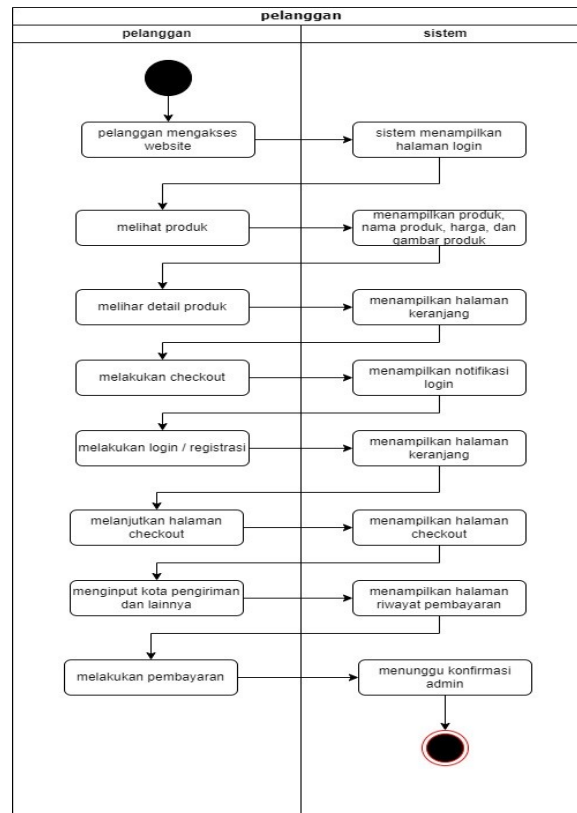 pelanggan
pelanggan
sistem
pelanggan mengakses
website
sistem menampilkan
halaman login
melihat produk
menampilkan produk,
nama produk, harga, dan
gambar produk
melihar detail produk
menampilkan halaman
keranjang
melakukan checkout
menampilkan notifikasi
login
melakukan login / registrasi
menampilkan halaman
keranjang
melanjutkan halaman
checkout
menampilkan halaman
checkout
menginput kota pengiriman
dan lainnya
menampilkan halaman
riwayat pembayaran
melakukan pembayaran
menunggu konfirmasi
admin